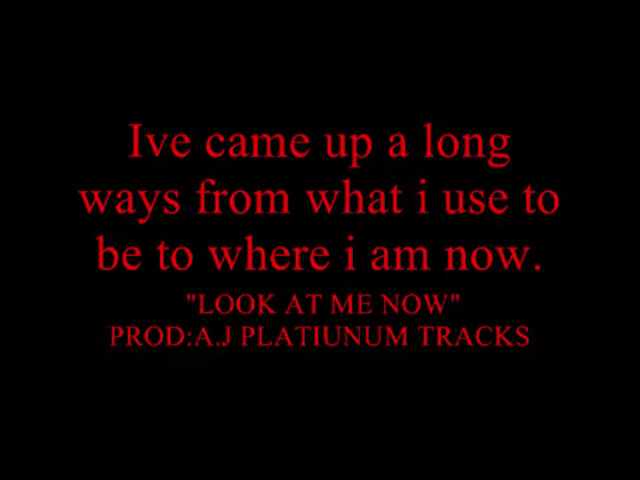 Ive came up a long
ways from what i use to
be to where i am now.
"LOOK AT ME NOW"
PROD:A.J PLATIUNUM TRACKS